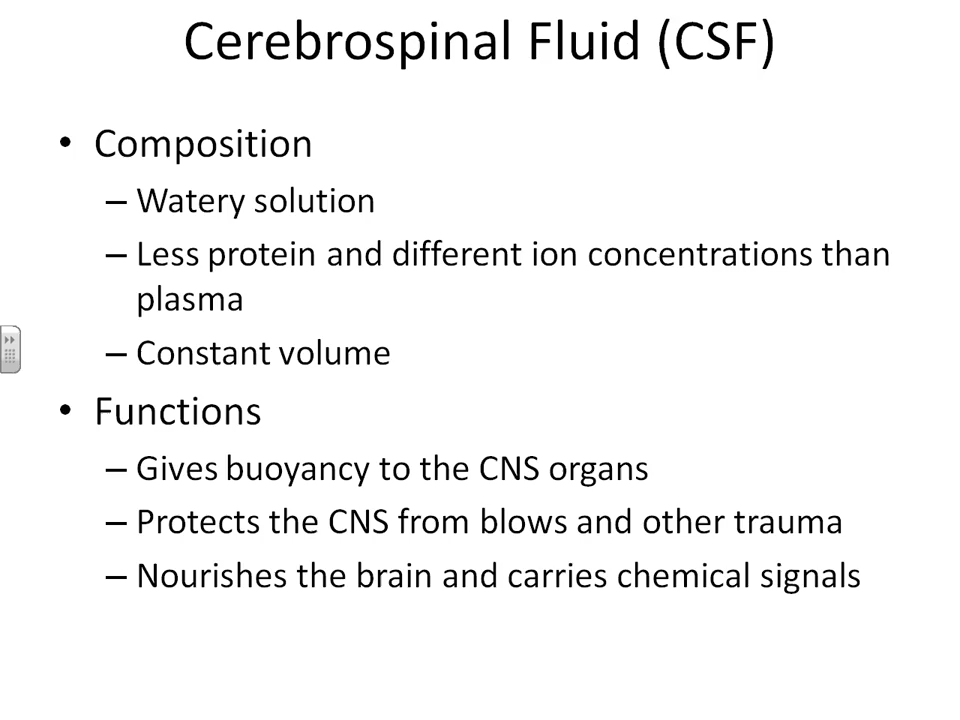 Cerebrospinal Fluid (CSF)
• Composition
– Watery solution
– Less protein and different ion concentrations than
plasma
– Constant volume
• Functions
– Gives buoyancy to the CNS organs
– Protects the CNS from blows and other trauma
– Nourishes the brain and carries chemical signals